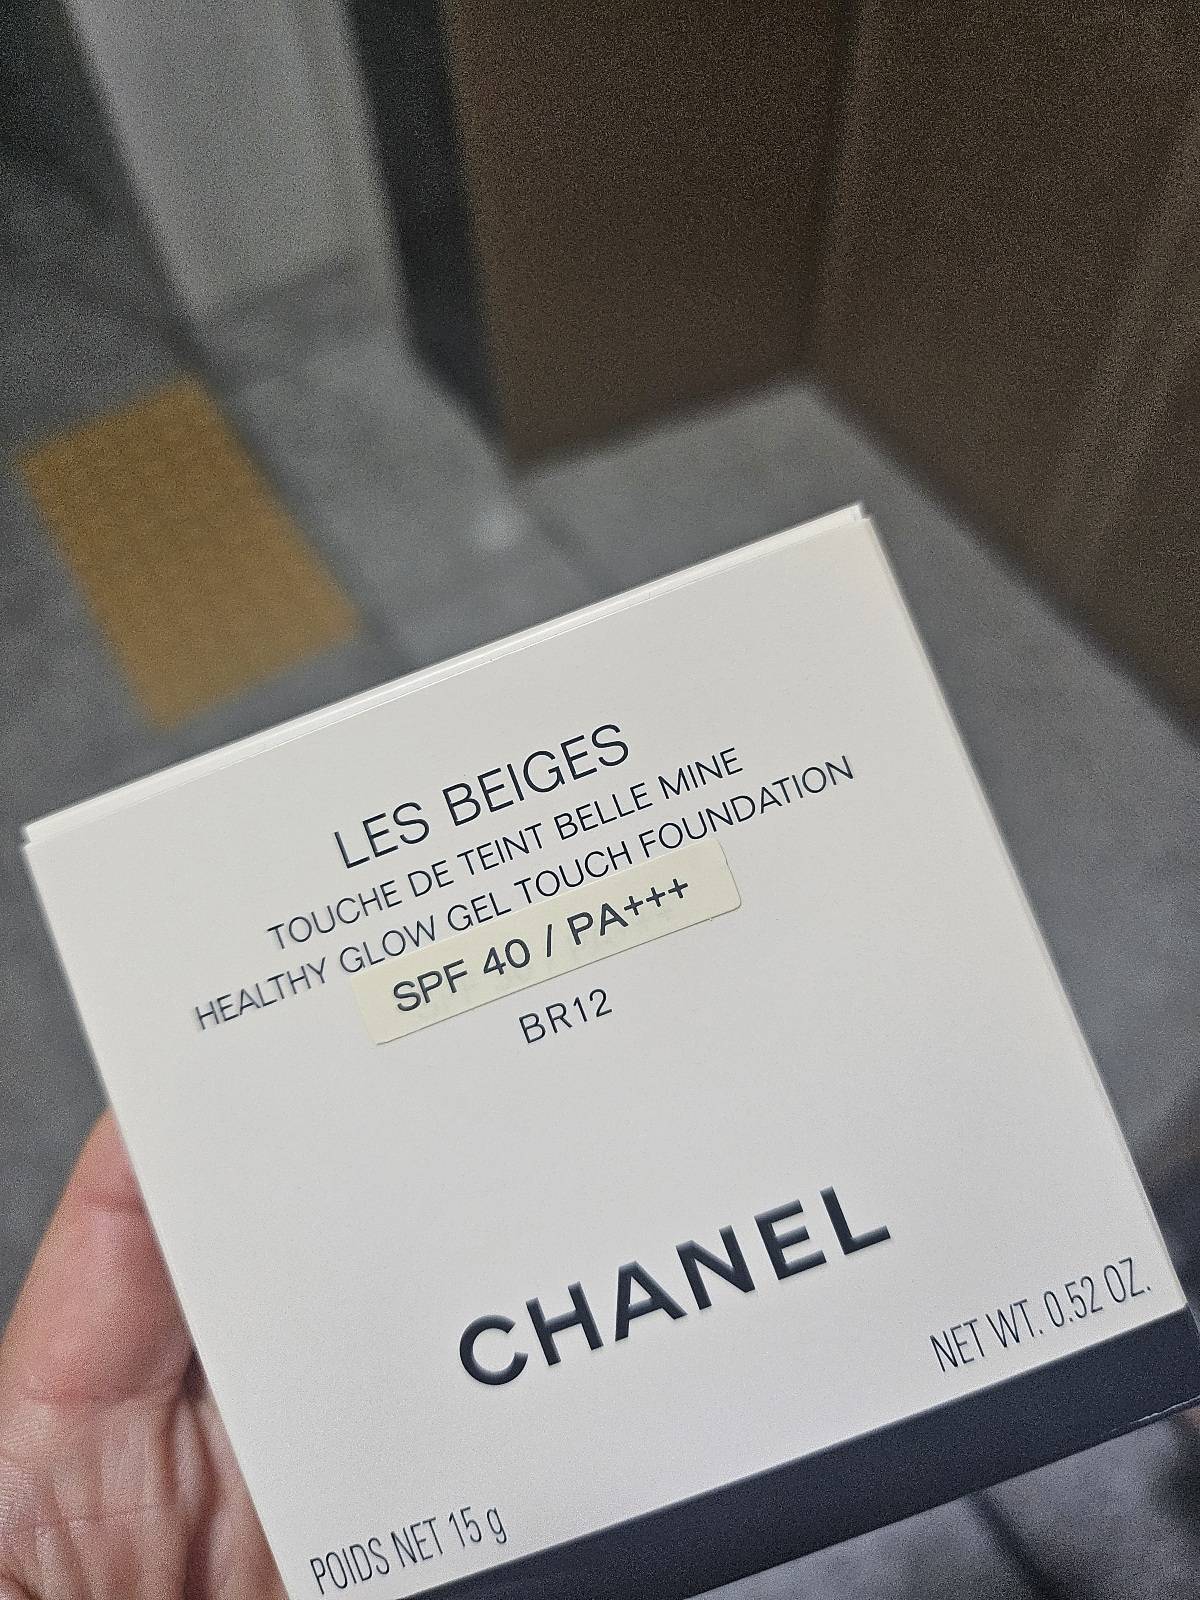 LES BEIGES
TOUCHE DE TEINT BELLE MINE
HEALTHY GLOW GEL TOUCH FOUNDATION
SPF 40 / PA+++
BR12
CHANEL
NET WT. 0.52 OZ.
POIDS NET 15 g